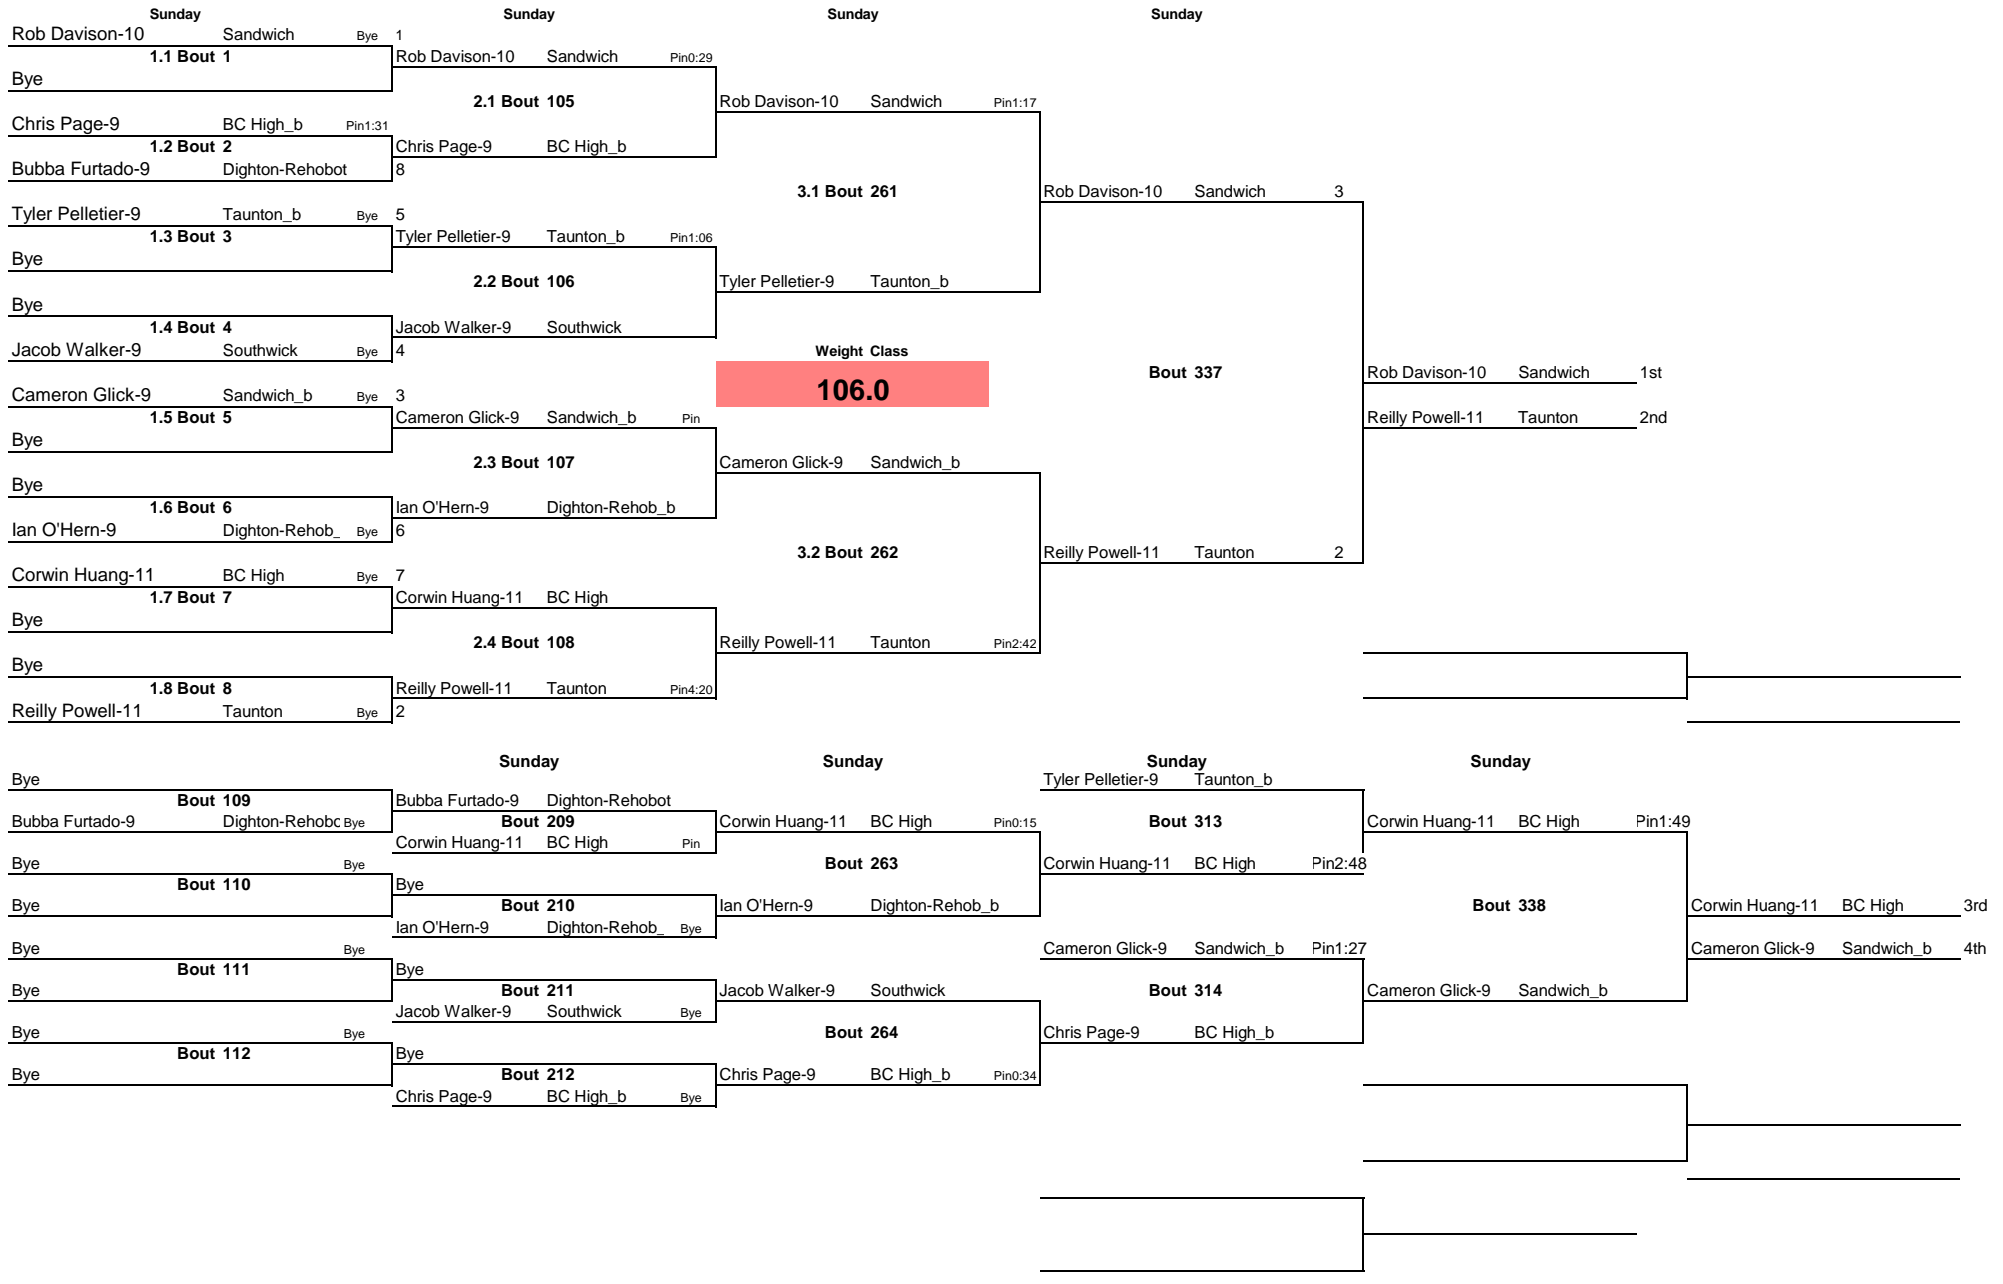 Sunday Sunday Sunday Sunday
Rob Davison-10 Sandwich Bye 1
1.1 Bout 1 Rob Davison-10 Sandwich Pin0:29
Bye
2.1 Bout 105 Rob Davison-10 Sandwich Pin1:17
Chris Page-9 BC High_b Pin1:31
1.2 Bout 2 Chris Page-9 BC High_b
Bubba Furtado-9 Dighton-Rehobot 8
3.1 Bout 261 Rob Davison-10 Sandwich 3
Tyler Pelletier-9 Taunton_b Bye 5
1.3 Bout 3 Tyler Pelletier-9 Taunton_b Pin1:06
Bye
2.2 Bout 106 Tyler Pelletier-9 Taunton_b
Bye
1.4 Bout 4 Jacob Walker-9 Southwick
Jacob Walker-9 Southwick Bye 4 Weight Class
Bout 337 Rob Davison-10 Sandwich 1st
106.0
Cameron Glick-9 Sandwich_b Bye 3
1.5 Bout 5 Cameron Glick-9 Sandwich_b Pin Reilly Powell-11 Taunton 2nd
Bye
2.3 Bout 107 Cameron Glick-9 Sandwich_b
Bye
1.6 Bout 6 Ian O'Hern-9 Dighton-Rehob_b
Ian O'Hern-9 Dighton-Rehob_ Bye 6
3.2 Bout 262 Reilly Powell-11 Taunton 2
Corwin Huang-11 BC High Bye 7
1.7 Bout 7 Corwin Huang-11 BC High
Bye
2.4 Bout 108 Reilly Powell-11 Taunton Pin2:42
Bye
1.8 Bout 8 Reilly Powell-11 Taunton Pin4:20
Reilly Powell-11 Taunton Bye 2
Sunday Sunday Sunday Sunday
Bye Tyler Pelletier-9 Taunton_b
Bout 109 Bubba Furtado-9 Dighton-Rehobot
Bubba Furtado-9 Dighton-Rehobc Bye Bout 209 Corwin Huang-11 BC High Pin0:15 Bout 313 Corwin Huang-11 BC High Pin1:49
Corwin Huang-11 BC High Pin
Bye Bye Bout 263 Corwin Huang-11 BC High Pin2:48
Bout 110 Bye
Bye Bout 210 Ian O'Hern-9 Dighton-Rehob_b Bout 338 Corwin Huang-11 BC High 3rd
Ian O'Hern-9 Dighton-Rehob_ Bye
Bye Bye Cameron Glick-9 Sandwich_b Pin1:27 Cameron Glick-9 Sandwich_b 4th
Bout 111 Bye
Bye Bout 211 Jacob Walker-9 Southwick Bout 314 Cameron Glick-9 Sandwich_b
Jacob Walker-9 Southwick Bye
Bye Bye Bout 264 Chris Page-9 BC High_b
Bout 112 Bye
Bye Bout 212 Chris Page-9 BC High_b Pin0:34
Chris Page-9 BC High_b Bye